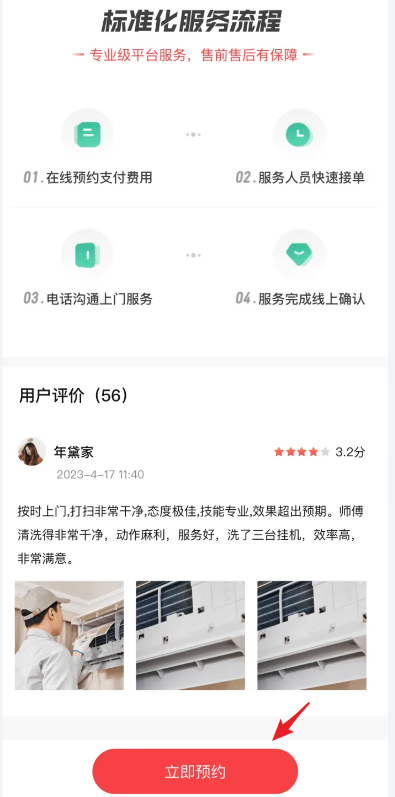 标准化服务流程
专业级平台服务，售前售后有保障
01.在线预约支付费用
02.服务人员快速接单
03.电话沟通上门服务
04.服务完成线上确认
用户评价（56）
年黛家
3.2分
2023-4-17 11:40
按时上门,打扫非常干净,态度极佳,技能专业,效果超出预期。师傅
清洗得非常千净，动作麻利，服务好，洗了三台挂机，效率高，
非常满意。
立即预约